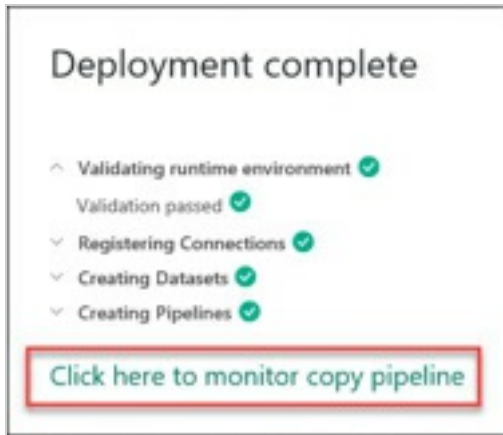 Deployment complete
Validating runtime environment
Validation passed
Registering Connections
Creating Datasets
Creating Pipelines
Click here to monitor copy pipeline